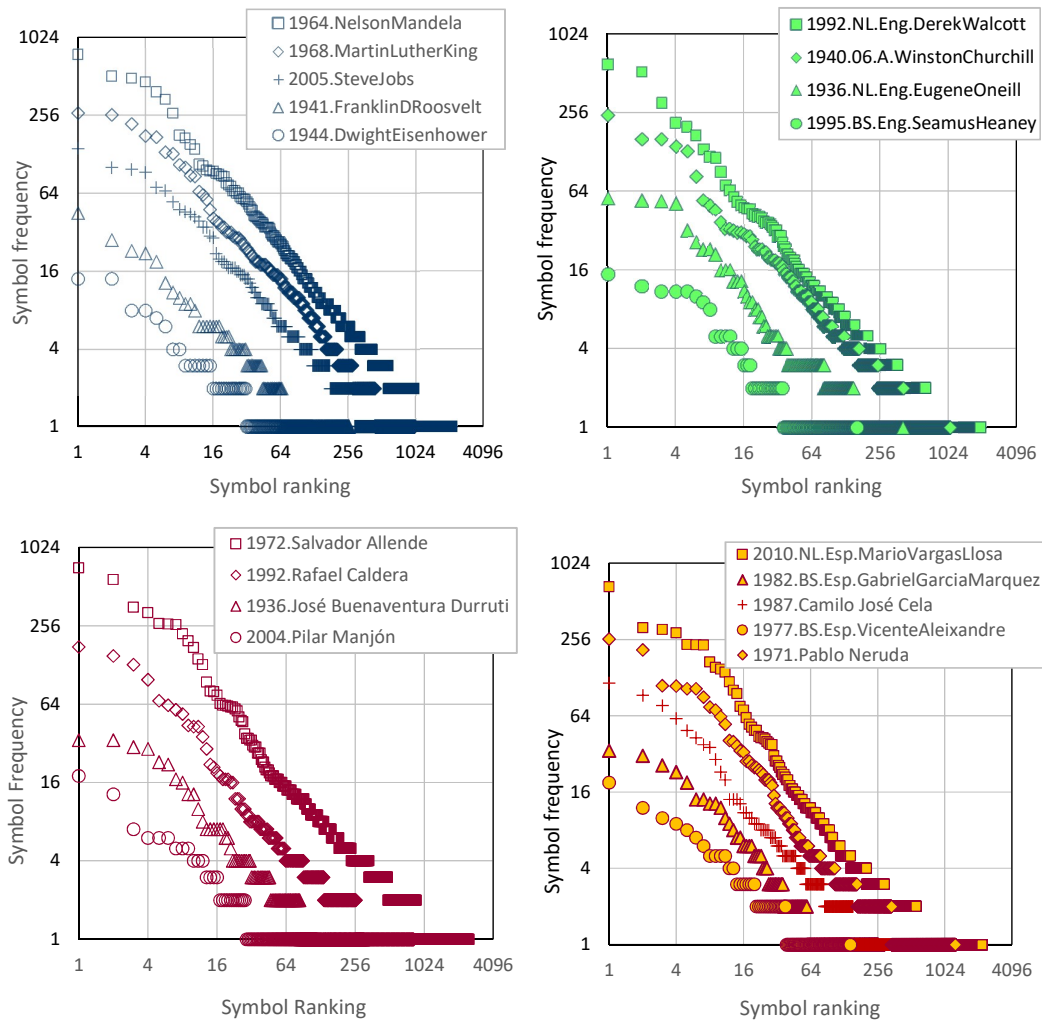 1964.NelsonMandela
1968.MartinLutherKing
2005.SteveJobs
1941.FranklinDRoosvelt
1944.DwightEisenhower
1024
256
64
16
4
1
Symbol frequency
1 4 16 64 256 1024 4096
Symbol ranking
1992.NL.Eng.DerekWalcott
1940.06.A.WinstonChurchill
1936.NL.Eng.EugeneOneill
1995.BS.Eng.SeamusHeaney
1024
256
64
16
4
1
Symbol frequency
1 4 16 64 256 1024 4096
Symbol ranking
1972.Salvador Allende
1992.Rafael Caldera
1936.José Buenaventura Durruti
2004.Pilar Manjón
1024
256
64
16
4
1
Symbol Frequency
1 4 16 64 256 1024 4096
Symbol Ranking
2010.NL.Esp.MarioVargasLlosa
1982.BS.Esp.GabrielGarciaMarquez
1987.Camilo José Cela
1977.BS.Esp.VicenteAleixandre
1971.Pablo Neruda
1024
256
64
16
4
1
Symbol frequency
1 4 16 64 256 1024 4096
Symbol ranking